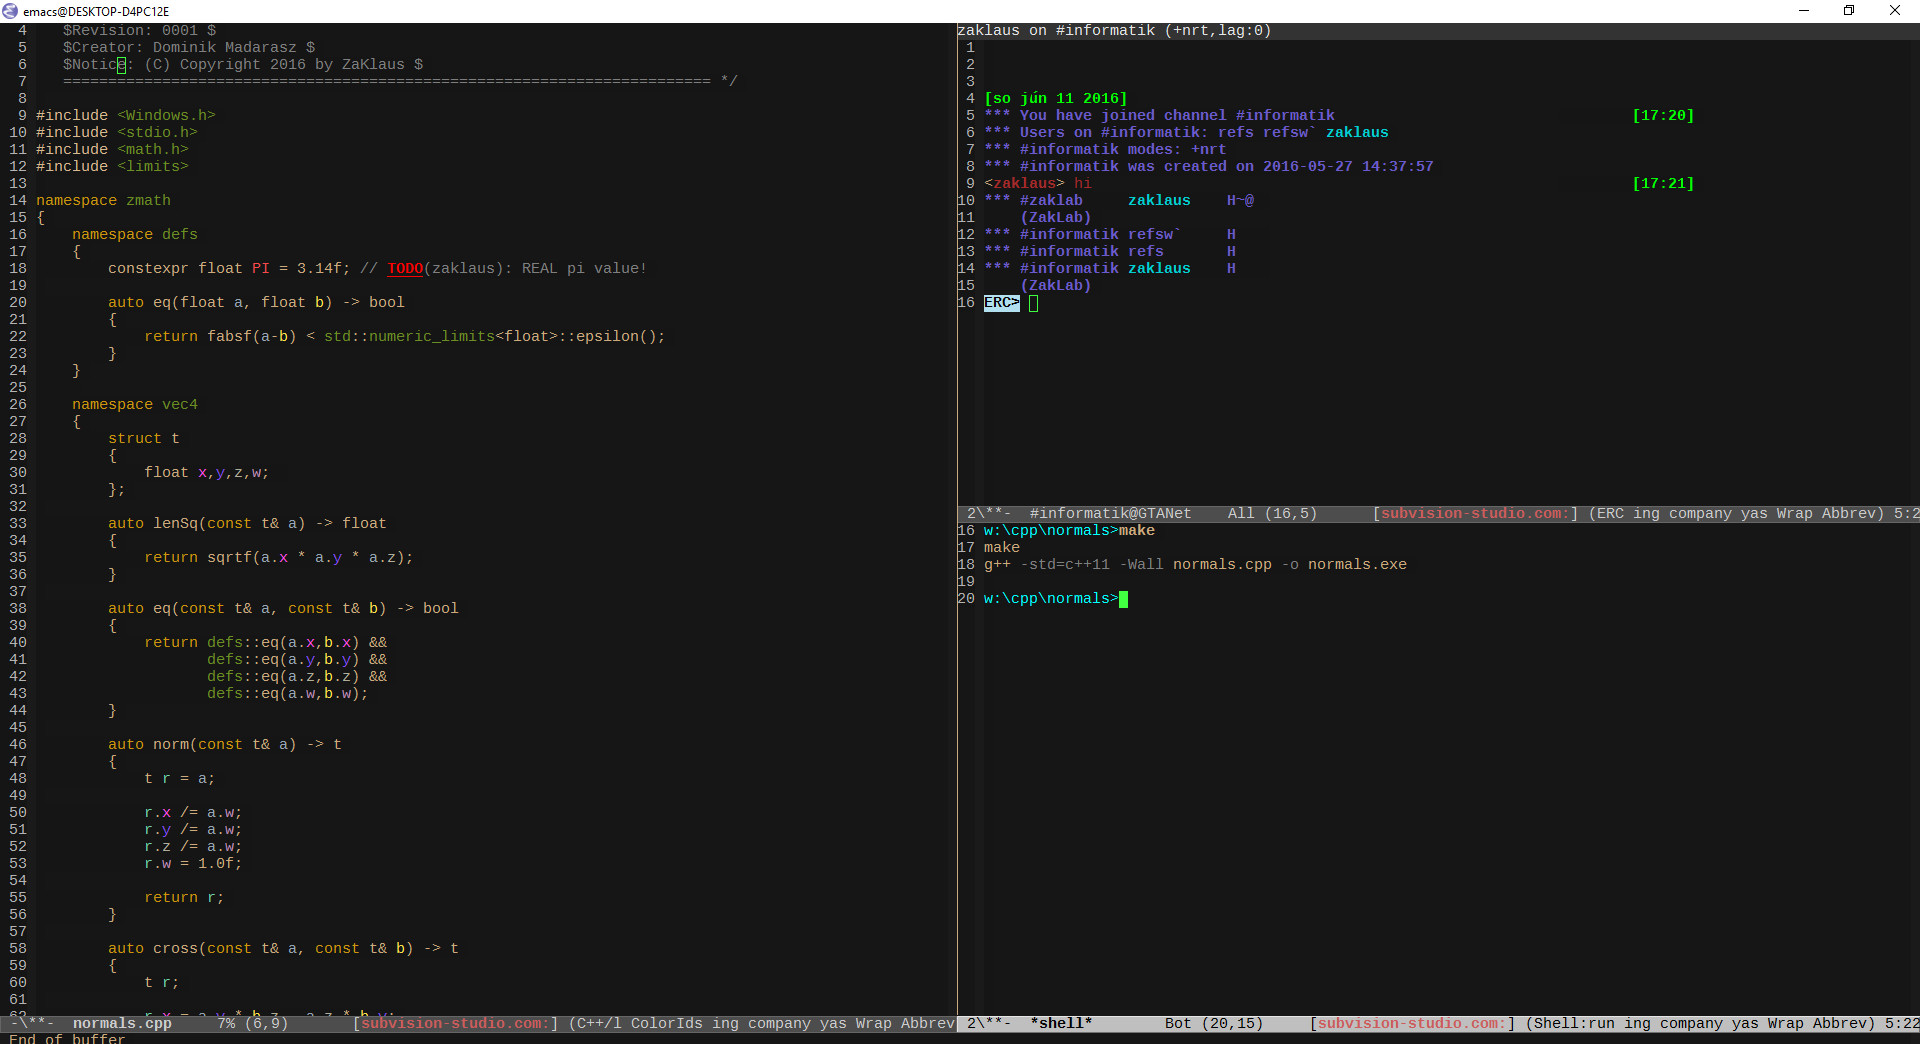 emacs@DESKTOP-D4PC12E
4 $Revision: 0001 $
5 $Creator: Dominik Madarasz $
6 $Notice: (C) Copyright 2016 by ZaKlaus $
7 ======================================================================== */
8
9 #include <Windows.h>
10 #include <stdio.h>
11 #include <math.h>
12 #include <limits>
13
14 namespace zmath
15 {
16     namespace defs
17     {
18         constexpr float PI = 3.14f; // TODO(zaklaus): REAL pi value!
19
20         auto eq(float a, float b) -> bool
21         {
22             return fabsf(a-b) < std::numeric_limits<float>::epsilon();
23         }
24     }
25
26     namespace vec4
27     {
28         struct t
29         {
30             float x,y,z,w;
31         };
32
33         auto lenSq(const t& a) -> float
34         {
35             return sqrtf(a.x * a.y * a.z);
36         }
37
38         auto eq(const t& a, const t& b) -> bool
39         {
40             return defs::eq(a.x,b.x) &&
41                    defs::eq(a.y,b.y) &&
42                    defs::eq(a.z,b.z) &&
43                    defs::eq(a.w,b.w);
44         }
45
46         auto norm(const t& a) -> t
47         {
48             t r = a;
49
50             r.x /= a.w;
51             r.y /= a.w;
52             r.z /= a.w;
53             r.w = 1.0f;
54
55             return r;
56         }
57
58         auto cross(const t& a, const t& b) -> t
59         {
60             t r;
61
-\**-  normals.cpp     7% (6,9)       [subvision-studio.com:] (C++/l ColorIds ing company yas Wrap Abbrev
End of buffer
zaklaus on #informatik (+nrt,lag:0)
1
2
3
4 [so jún 11 2016]
5 *** You have joined channel #informatik [17:20]
6 *** Users on #informatik: refs refsw` zaklaus
7 *** #informatik modes: +nrt
8 *** #informatik was created on 2016-05-27 14:37:57
9 <zaklaus> hi [17:21]
10 *** #zaklab     zaklaus    H~@
11     (ZakLab)
12 *** #informatik refsw`     H
13 *** #informatik refs       H
14 *** #informatik zaklaus    H
15     (ZakLab)
16 ERC>
2\**-  #informatik@GTANet    All (16,5)      [subvision-studio.com:] (ERC ing company yas Wrap Abbrev) 5:2
16 w:\cpp\normals>make
17 make
18 g++ -std=c++11 -Wall normals.cpp -o normals.exe
19
20 w:\cpp\normals>
2\**-  *shell*        Bot (20,15)     [subvision-studio.com:] (Shell:run ing company yas Wrap Abbrev) 5:22